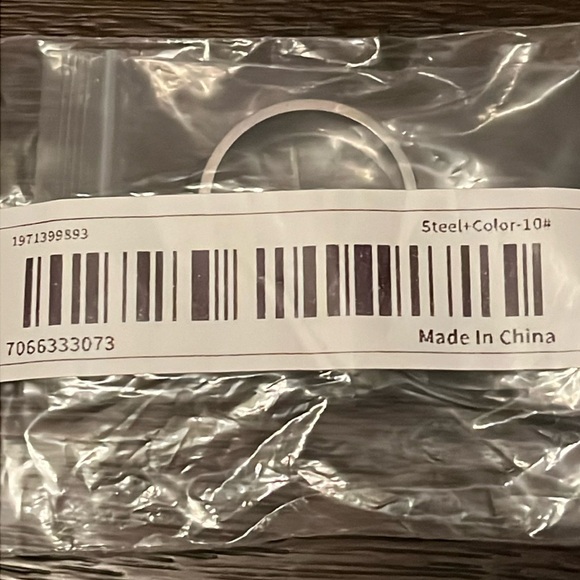 1971399893
Steel+Color-10#
7066333073
Made In China